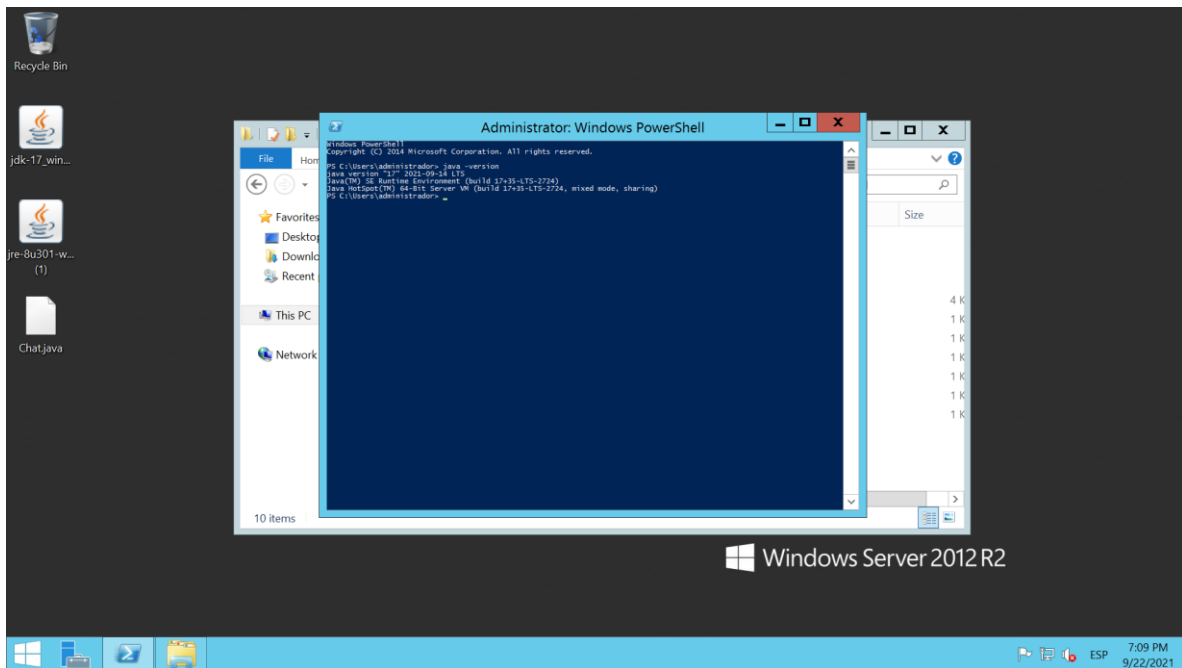 Recycle Bin
jdk-17_win...
jre-8u301-w...
(1)
Chat.java
Administrator: Windows PowerShell
Windows PowerShell
Copyright (C) 2014 Microsoft Corporation. All rights reserved.
PS C:\Users\administrador> java -version
java version "17" 2021-09-14 LTS
Java(TM) SE Runtime Environment (build 17+35-LTS-2724)
Java HotSpot(TM) 64-Bit Server VM (build 17+35-LTS-2724, mixed mode, sharing)
PS C:\Users\administrador> _
File
Hom
Favorites
Desktop
Downlo
Recent
This PC
Network
Size
4 K
1 K
1 K
1 K
1 K
1 K
1 K
10 items
Windows Server 2012 R2
ESP
7:09 PM
9/22/2021